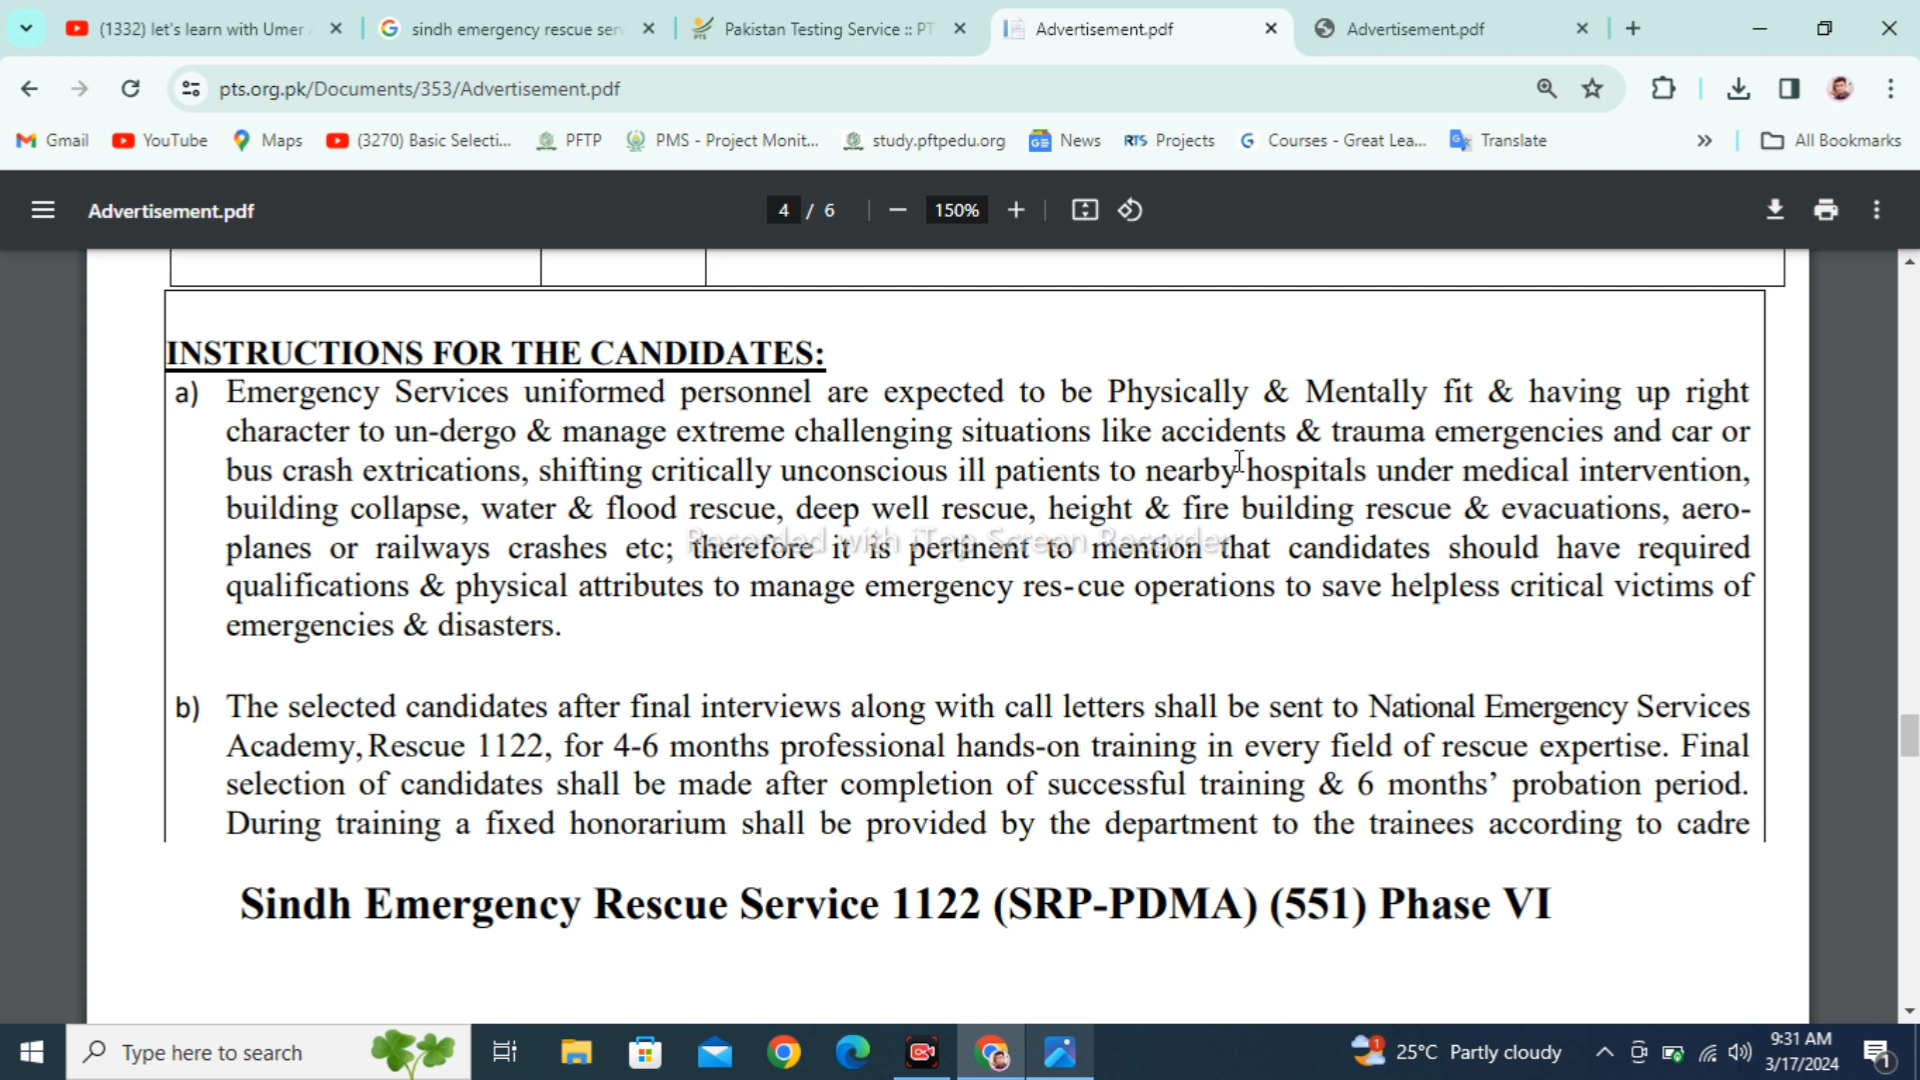 (1332) let's learn with Umer
sindh emergency rescue ser
Pakistan Testing Service :: PT
Advertisement.pdf
Advertisement.pdf
pts.org.pk/Documents/353/Advertisement.pdf
Gmail
YouTube
Maps
(3270) Basic Selecti...
PFTP
PMS - Project Monit...
study.pftpedu.org
News
RTS Projects
G Courses - Great Lea...
Translate
All Bookmarks
Advertisement.pdf
4 / 6
150%
INSTRUCTIONS FOR THE CANDIDATES:
a) Emergency Services uniformed personnel are expected to be Physically & Mentally fit & having up right
character to un-dergo & manage extreme challenging situations like accidents & trauma emergencies and car or
bus crash extrications, shifting critically unconscious ill patients to nearby hospitals under medical intervention,
building collapse, water & flood rescue, deep well rescue, height & fire building rescue & evacuations, aero-
planes or railways crashes etc; therefore it is pertinent to mention that candidates should have required
Recorded with iTop Screen Recorder
qualifications & physical attributes to manage emergency res-cue operations to save helpless critical victims of
emergencies & disasters.
b) The selected candidates after final interviews along with call letters shall be sent to National Emergency Services
Academy, Rescue 1122, for 4-6 months professional hands-on training in every field of rescue expertise. Final
selection of candidates shall be made after completion of successful training & 6 months’ probation period.
During training a fixed honorarium shall be provided by the department to the trainees according to cadre
Sindh Emergency Rescue Service 1122 (SRP-PDMA) (551) Phase VI
Type here to search
1
25°C Partly cloudy
9:31 AM
3/17/2024
1